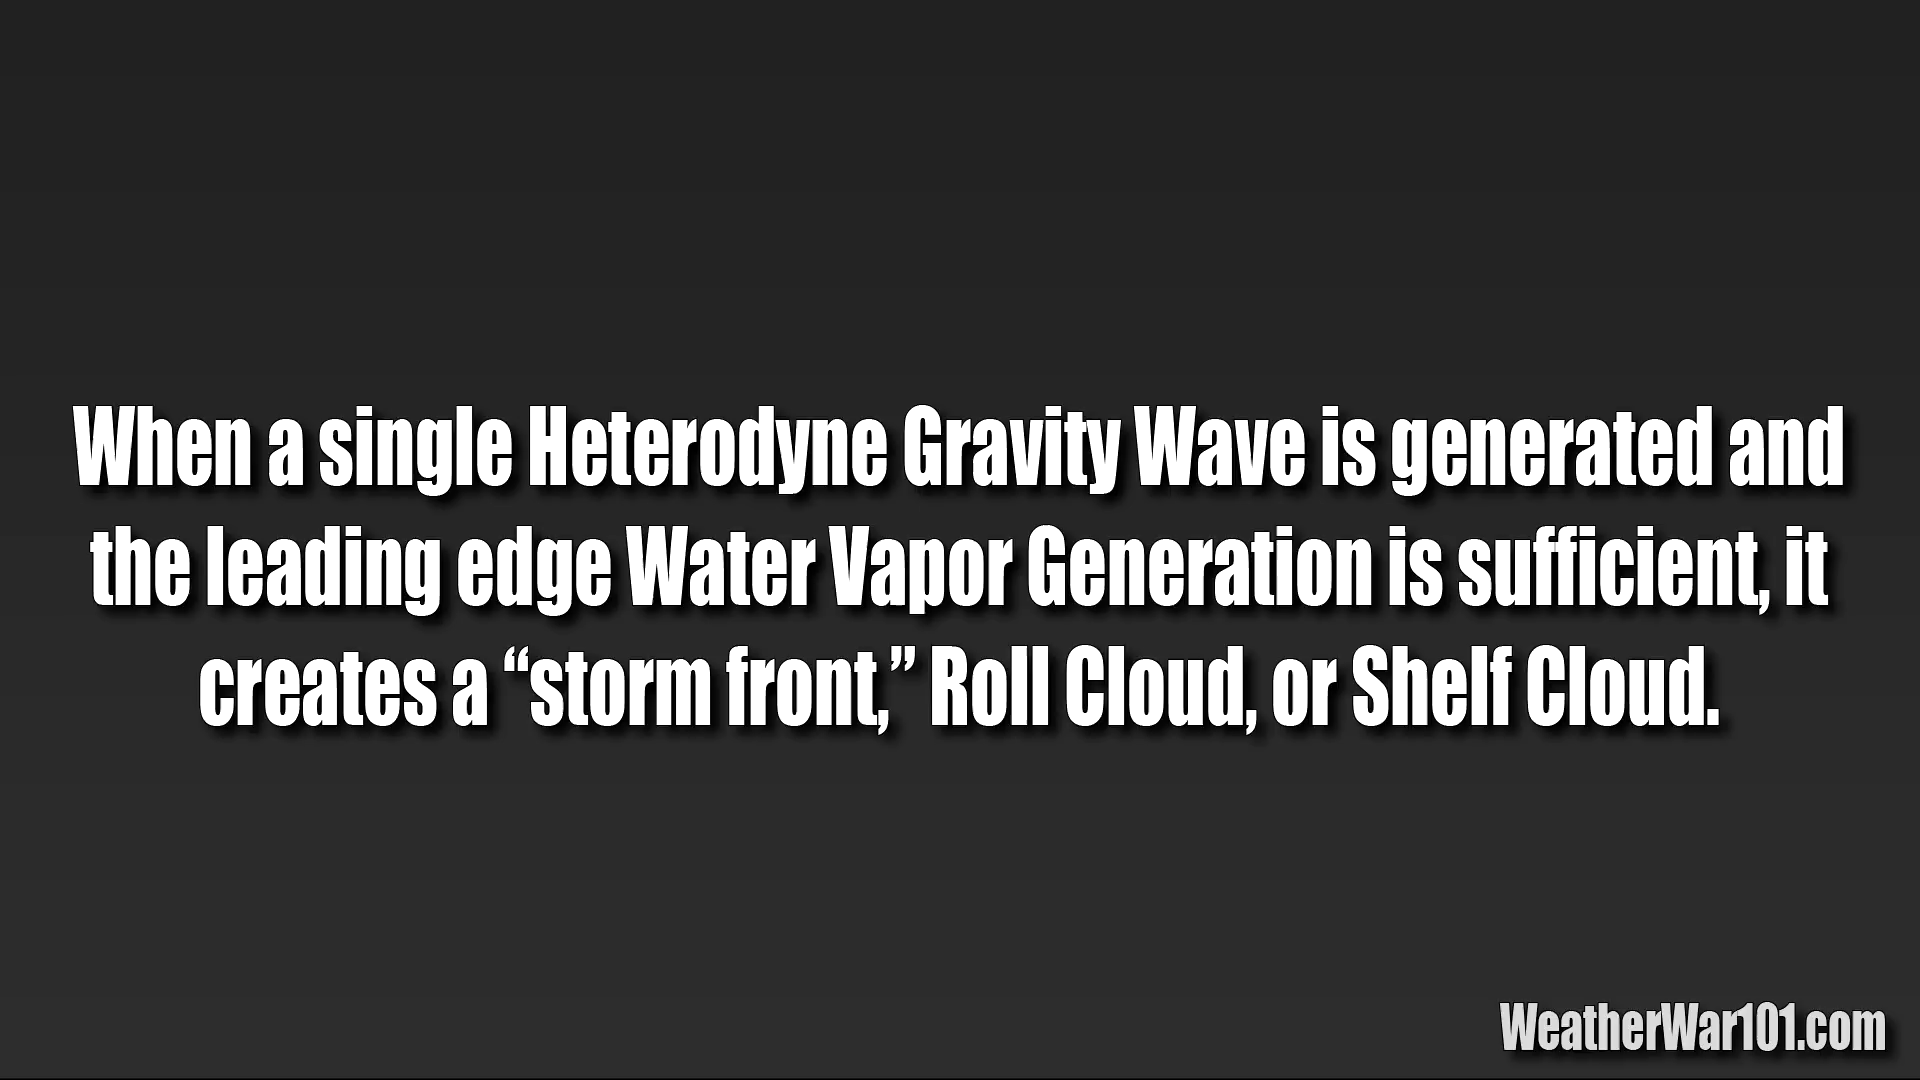 When a single Heterodyne Gravity Wave is generated and
the leading edge Water Vapor Generation is sufficient, it
creates a “storm front,” Roll Cloud, or Shelf Cloud.
WeatherWar101.com